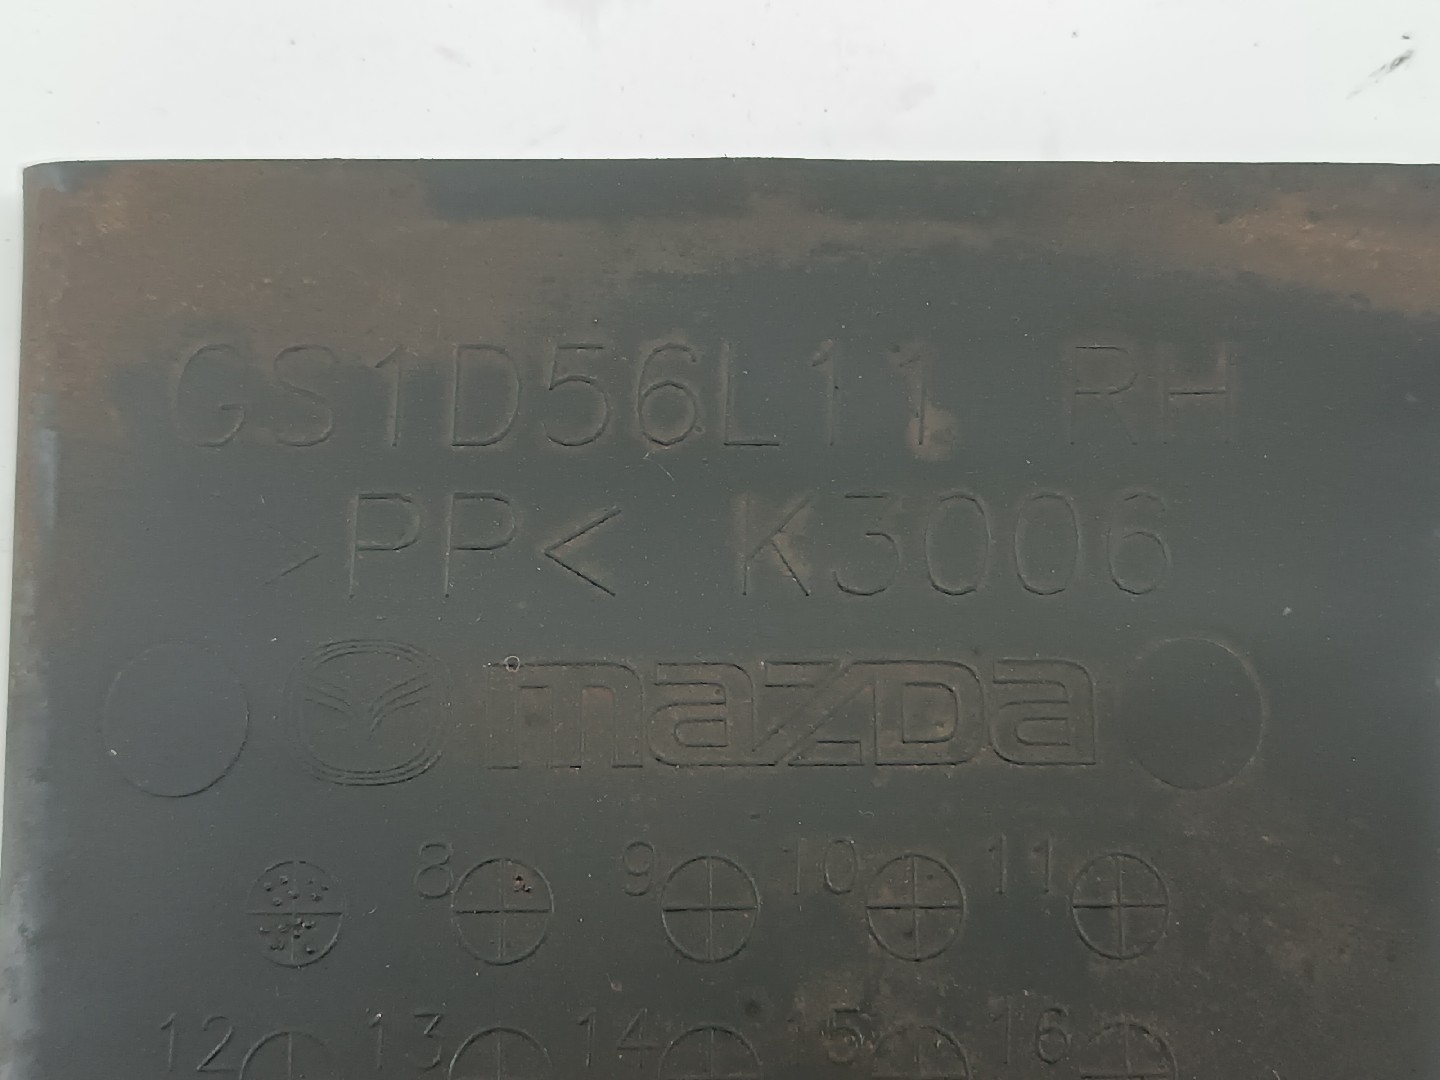 GS1D56L11 RH
>PP< K3006
mazda
8 9 10 11
12 13 14 15 16